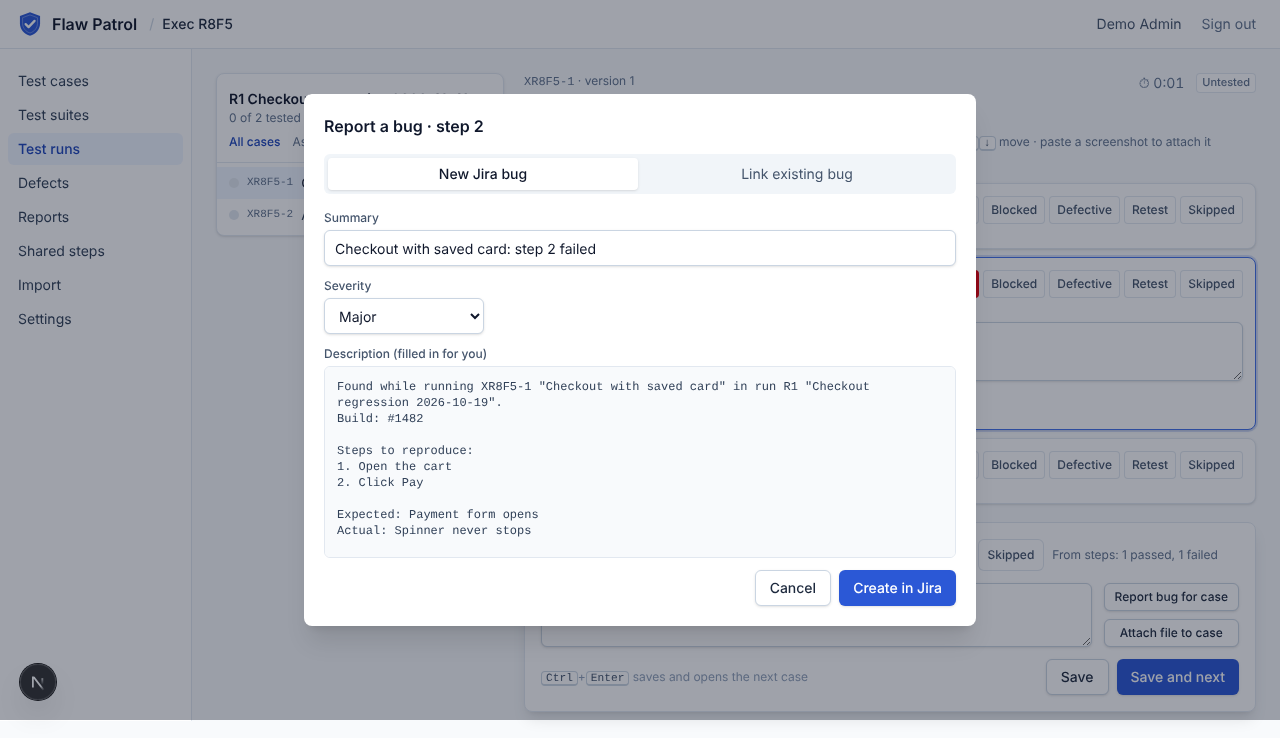 Flaw Patrol / Exec R8F5
Demo Admin Sign out
Test cases
Test suites
Test runs
Defects
Reports
Shared steps
Import
Settings
R1 Checkou
0 of 2 tested
All cases As
XR8F5-1
XR8F5-2
XR8F5-1 · version 1
0:01 Untested
↓ move · paste a screenshot to attach it
Blocked Defective Retest Skipped
Blocked Defective Retest Skipped
Blocked Defective Retest Skipped
Skipped From steps: 1 passed, 1 failed
Report bug for case
Attach file to case
Ctrl+Enter saves and opens the next case
Save Save and next
Report a bug · step 2
New Jira bug Link existing bug
Summary
Checkout with saved card: step 2 failed
Severity
Major
Description (filled in for you)
Found while running XR8F5-1 "Checkout with saved card" in run R1 "Checkout
regression 2026-10-19".
Build: #1482
Steps to reproduce:
1. Open the cart
2. Click Pay
Expected: Payment form opens
Actual: Spinner never stops
Cancel Create in Jira
N